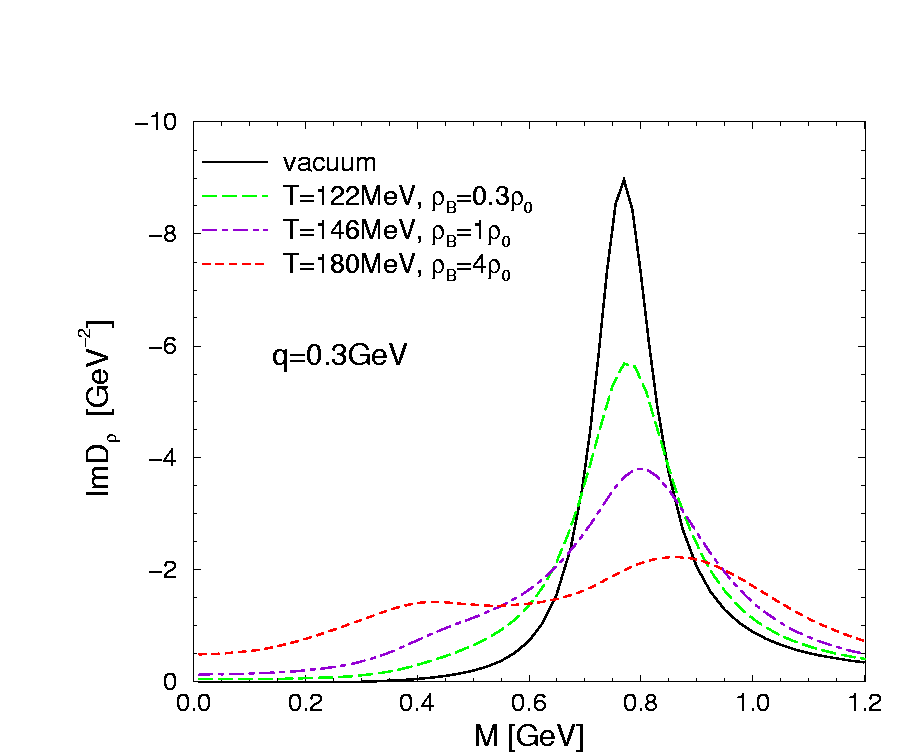 −10
−8
−6
−4
−2
0
ImDρ [GeV⁻²]
vacuum
T=122MeV, ρB=0.3ρ0
T=146MeV, ρB=1ρ0
T=180MeV, ρB=4ρ0
q=0.3GeV
0.0 0.2 0.4 0.6 0.8 1.0 1.2
M [GeV]